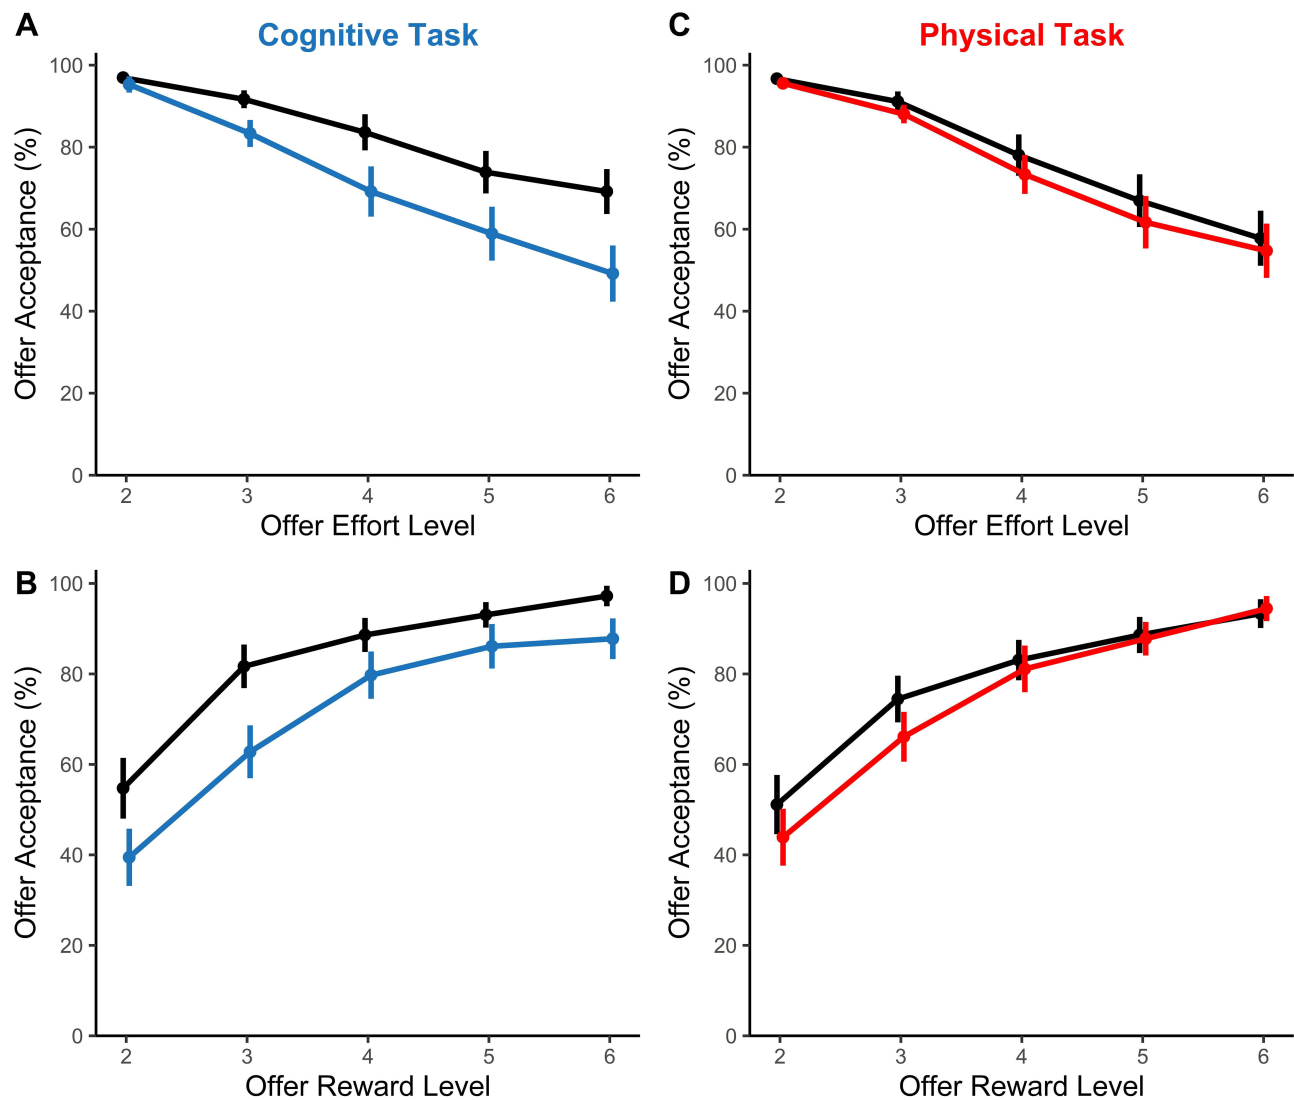 A
Cognitive Task
Offer Acceptance (%)
100
80
60
40
20
0
2 3 4 5 6
Offer Effort Level
C
Physical Task
Offer Acceptance (%)
100
80
60
40
20
0
2 3 4 5 6
Offer Effort Level
B
Offer Acceptance (%)
100
80
60
40
20
0
2 3 4 5 6
Offer Reward Level
D
Offer Acceptance (%)
100
80
60
40
20
0
2 3 4 5 6
Offer Reward Level